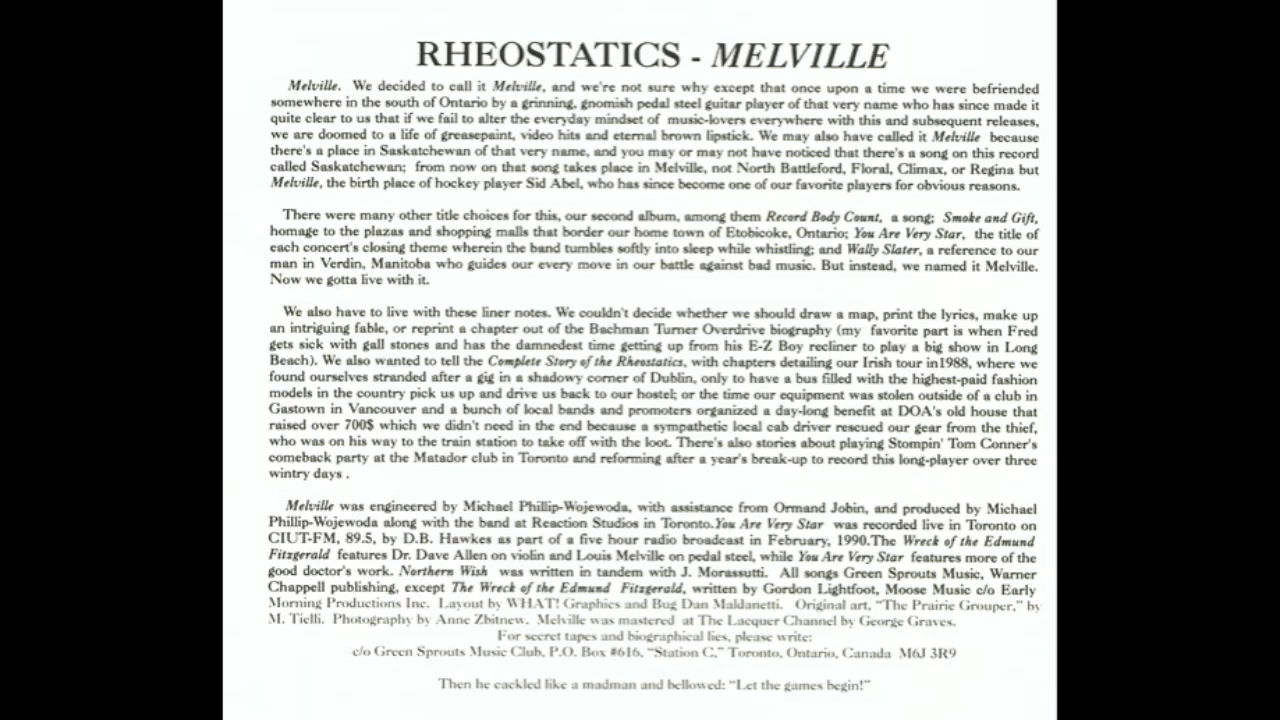 RHEOSTATICS - MELVILLE
Melville. We decided to call it Melville, and we're not sure why except that once upon a time we were befriended
somewhere in the south of Ontario by a grinning, gnomish pedal steel guitar player of that very name who has since made it
quite clear to us that if we fail to alter the everyday mindset of music-lovers everywhere with this and subsequent releases,
we are doomed to a life of greasepaint, video hits and eternal brown lipstick. We may also have called it Melville because
there's a place in Saskatchewan of that very name, and you may or may not have noticed that there's a song on this record
called Saskatchewan; from now on that song takes place in Melville, not North Battleford, Floral, Climax, or Regina but
Melville, the birth place of hockey player Sid Abel, who has since become one of our favorite players for obvious reasons.
There were many other title choices for this, our second album, among them Record Body Count, a song; Smoke and Gift,
homage to the plazas and shopping malls that border our home town of Etobicoke, Ontario; You Are Very Star, the title of
each concert's closing theme wherein the band tumbles softly into sleep while whistling; and Wally Slater, a reference to our
man in Verdin, Manitoba who guides our every move in our battle against bad music. But instead, we named it Melville.
Now we gotta live with it.
We also have to live with these liner notes. We couldn't decide whether we should draw a map, print the lyrics, make up
an intriguing fable, or reprint a chapter out of the Bachman Turner Overdrive biography (my favorite part is when Fred
gets sick with gall stones and has the damnedest time getting up from his E-Z Boy recliner to play a big show in Long
Beach). We also wanted to tell the Complete Story of the Rheostatics, with chapters detailing our Irish tour in1988, where we
found ourselves stranded after a gig in a shadowy corner of Dublin, only to have a bus filled with the highest-paid fashion
models in the country pick us up and drive us back to our hostel; or the time our equipment was stolen outside of a club in
Gastown in Vancouver and a bunch of local bands and promoters organized a day-long benefit at DOA's old house that
raised over 700$ which we didn't need in the end because a sympathetic local cab driver rescued our gear from the thief,
who was on his way to the train station to take off with the loot. There's also stories about playing Stompin' Tom Conner's
comeback party at the Matador club in Toronto and reforming after a year's break-up to record this long-player over three
wintry days .
Melville was engineered by Michael Phillip-Wojewoda, with assistance from Ormand Jobin, and produced by Michael
Phillip-Wojewoda along with the band at Reaction Studios in Toronto.You Are Very Star was recorded live in Toronto on
CIUT-FM, 89.5, by D.B. Hawkes as part of a five hour radio broadcast in February, 1990.The Wreck of the Edmund
Fitzgerald features Dr. Dave Allen on violin and Louis Melville on pedal steel, while You Are Very Star features more of the
good doctor's work. Northern Wish was written in tandem with J. Morassutti. All songs Green Sprouts Music, Warner
Chappell publishing, except The Wreck of the Edmund Fitzgerald, written by Gordon Lightfoot, Moose Music c/o Early
Morning Productions Inc. Layout by WHAT! Graphics and Bug Dan Maldanetti. Original art, "The Prairie Grouper," by
M. Tielli. Photography by Anne Zbitnew. Melville was mastered at The Lacquer Channel by George Graves.
For secret tapes and biographical lies, please write:
c/o Green Sprouts Music Club, P.O. Box #616, "Station C," Toronto, Ontario, Canada M6J 3R9
Then he cackled like a madman and bellowed: "Let the games begin!"